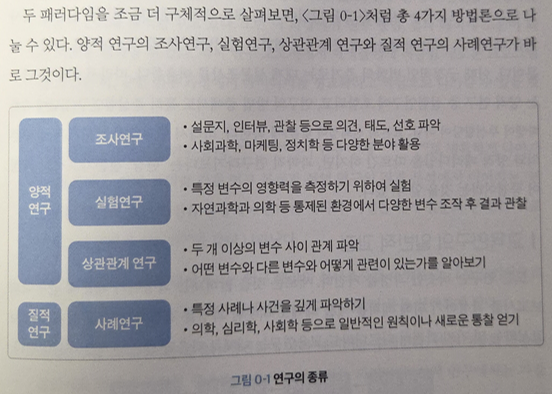 두 패러다임을 조금 더 구체적으로 살펴보면, <그림 0-1>처럼 총 4가지 방법론으로 나
눌 수 있다. 양적 연구의 조사연구, 실험연구, 상관관계 연구와 질적 연구의 사례연구가 바
로 그것이다.
양적
연구
조사연구
• 설문지, 인터뷰, 관찰 등으로 의견, 태도, 선호 파악
• 사회과학, 마케팅, 정치학 등 다양한 분야 활용
실험연구
• 특정 변수의 영향력을 측정하기 위하여 실험
• 자연과학과 의학 등 통제된 환경에서 다양한 변수 조작 후 결과 관찰
상관관계 연구
• 두 개 이상의 변수 사이 관계 파악
• 어떤 변수와 다른 변수와 어떻게 관련이 있는가를 알아보기
질적
연구
사례연구
• 특정 사례나 사건을 깊게 파악하기
• 의학, 심리학, 사회학 등으로 일반적인 원칙이나 새로운 통찰 얻기
그림 0-1 연구의 종류